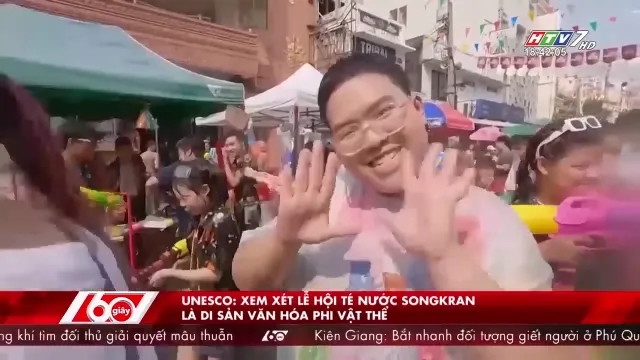 TRIBAL
HTV7 HD
18:42:05
60 giây
UNESCO: XEM XÉT LỄ HỘI TÉ NƯỚC SONGKRAN
LÀ DI SẢN VĂN HÓA PHI VẬT THỂ
ng khi tìm đối thủ giải quyết mâu thuẫn
Kiên Giang: Bắt nhanh đối tượng giết người ở Phú Qu